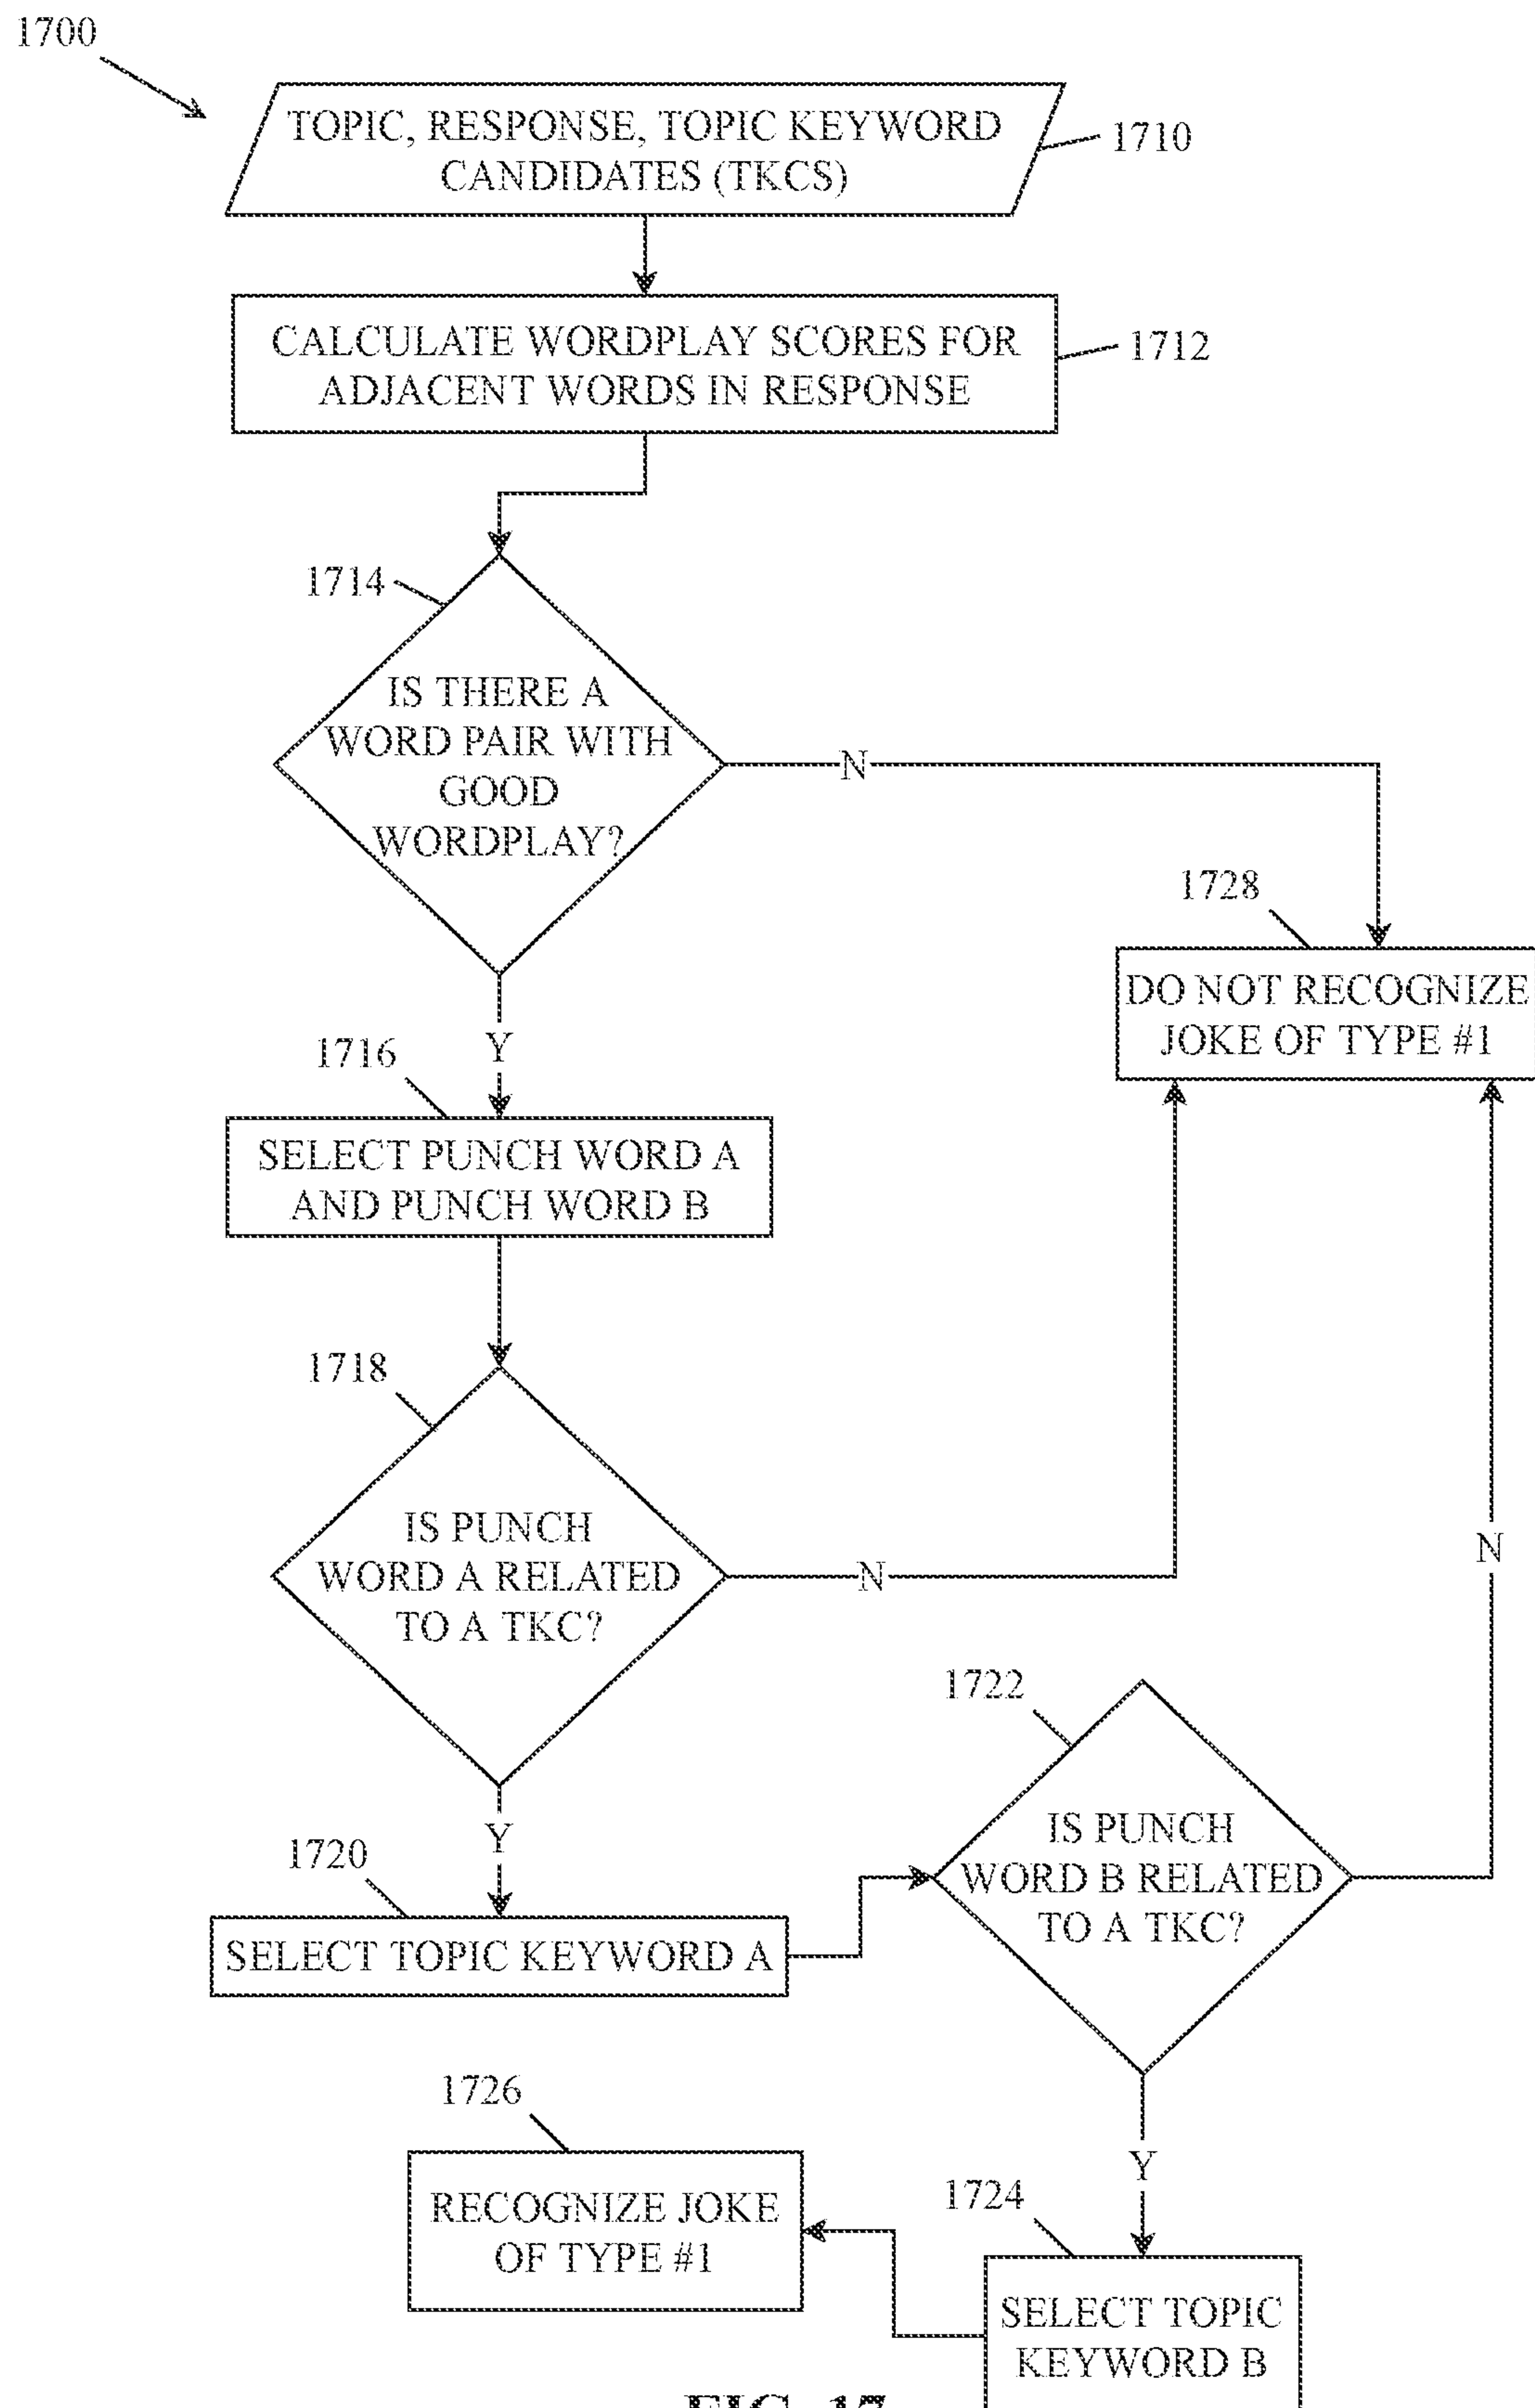 1700
TOPIC, RESPONSE, TOPIC KEYWORD
CANDIDATES (TKCS)
1710
CALCULATE WORDPLAY SCORES FOR
ADJACENT WORDS IN RESPONSE
1712
1714
IS THERE A
WORD PAIR WITH
GOOD
WORDPLAY?
N
1728
DO NOT RECOGNIZE
JOKE OF TYPE #1
Y
1716
SELECT PUNCH WORD A
AND PUNCH WORD B
1718
IS PUNCH
WORD A RELATED
TO A TKC?
N
N
1722
IS PUNCH
WORD B RELATED
TO A TKC?
Y
1720
SELECT TOPIC KEYWORD A
1726
RECOGNIZE JOKE
OF TYPE #1
Y
1724
SELECT TOPIC
KEYWORD B
FIG. 17